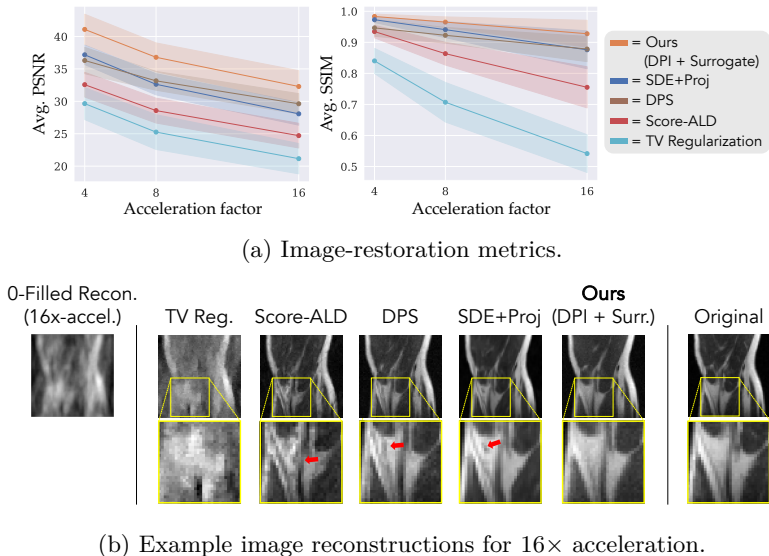 40
35
30
25
20
Avg. PSNR
4
8
16
Acceleration factor
1.0
0.9
0.8
0.7
0.6
0.5
Avg. SSIM
4
8
16
Acceleration factor
= Ours
(DPI + Surrogate)
= SDE+Proj
= DPS
= Score-ALD
= TV Regularization
(a) Image-restoration metrics.
0-Filled Recon.
(16x-accel.)
TV Reg.
Score-ALD
DPS
SDE+Proj
Ours
(DPI + Surr.)
Original
(b) Example image reconstructions for 16× acceleration.